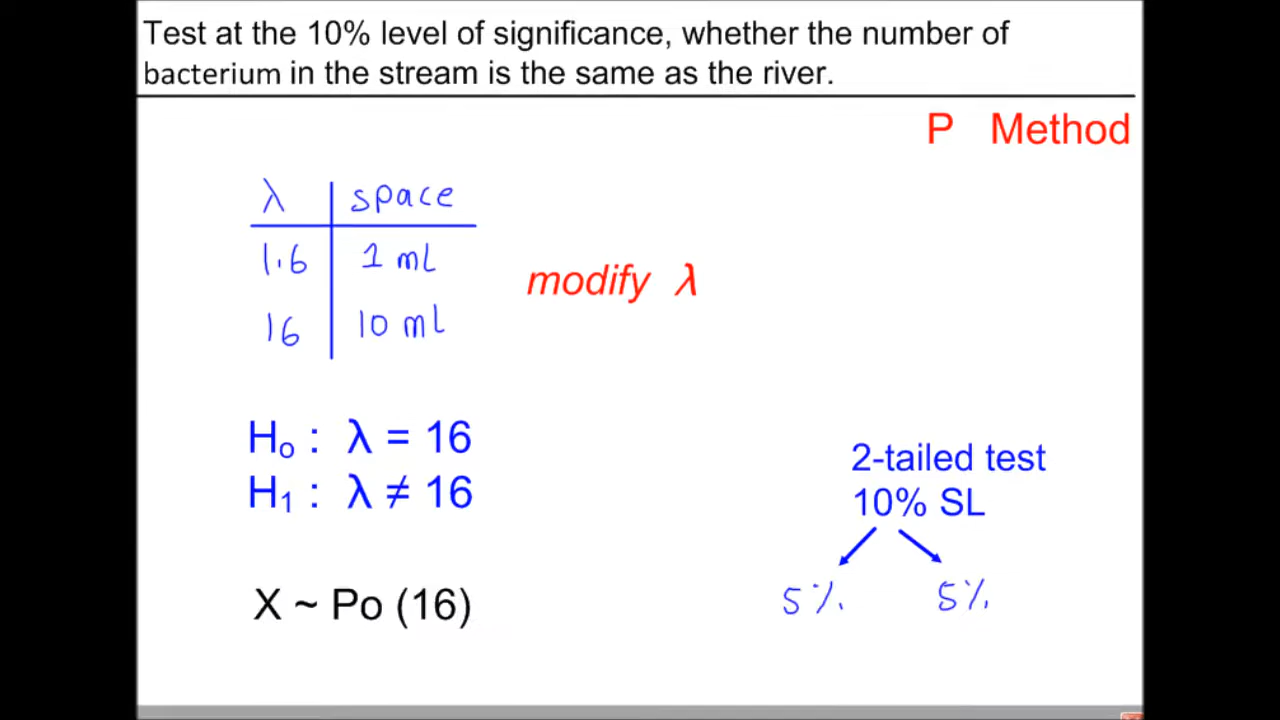 Test at the 10% level of significance, whether the number of
bacterium in the stream is the same as the river.
P Method
λ space
1.6 1 ml
16 10 ml
modify λ
H₀ : λ = 16
H₁ : λ ≠ 16
2-tailed test
10% SL
5% 5%
X ~ Po (16)